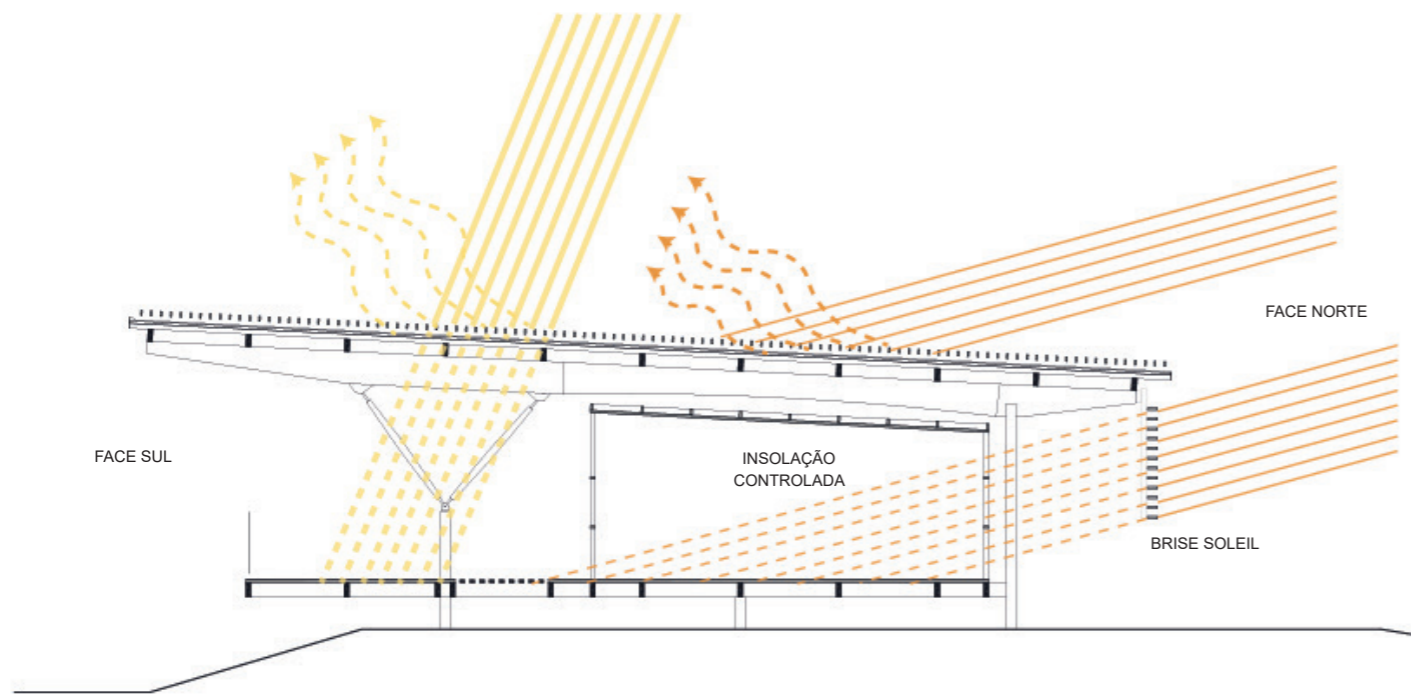 FACE NORTE
FACE SUL
INSOLAÇÃO
CONTROLADA
BRISE SOLEIL